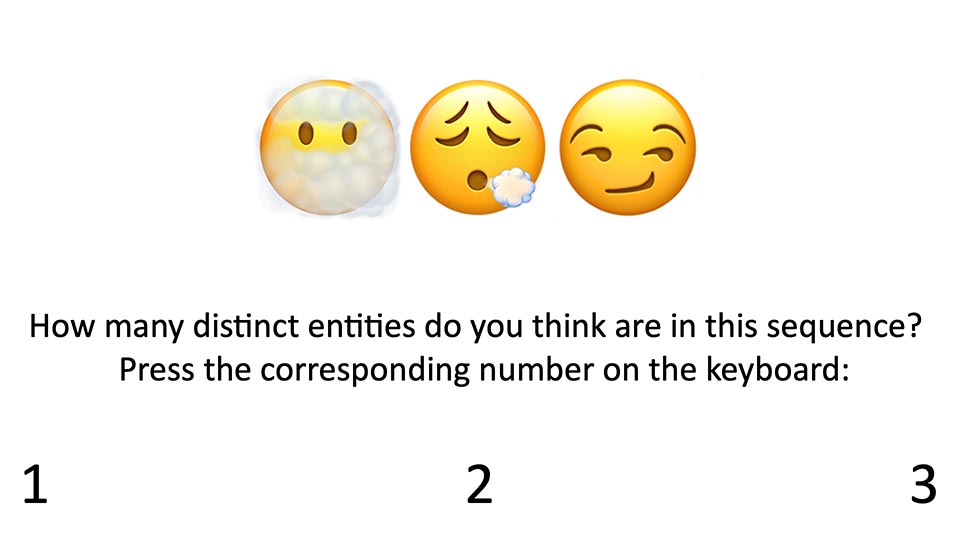 How many distinct entities do you think are in this sequence?
Press the corresponding number on the keyboard:
1 2 3